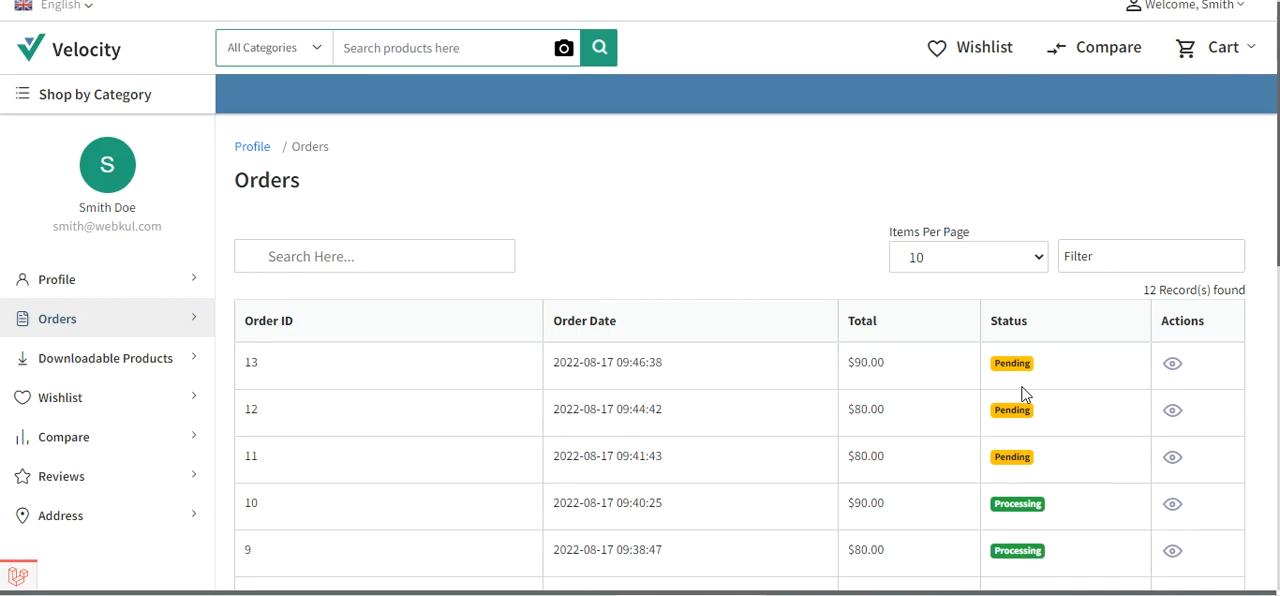 English
Welcome, Smith
Velocity
All Categories
Search products here
Wishlist
Compare
Cart
Shop by Category
S
Smith Doe
smith@webkul.com
Profile
Orders
Downloadable Products
Wishlist
Compare
Reviews
Address
Profile / Orders
Orders
Search Here...
Items Per Page
10
Filter
12 Record(s) found
Order ID Order Date Total Status Actions
13 2022-08-17 09:46:38 $90.00 Pending
12 2022-08-17 09:44:42 $80.00 Pending
11 2022-08-17 09:41:43 $80.00 Pending
10 2022-08-17 09:40:25 $90.00 Processing
9 2022-08-17 09:38:47 $80.00 Processing